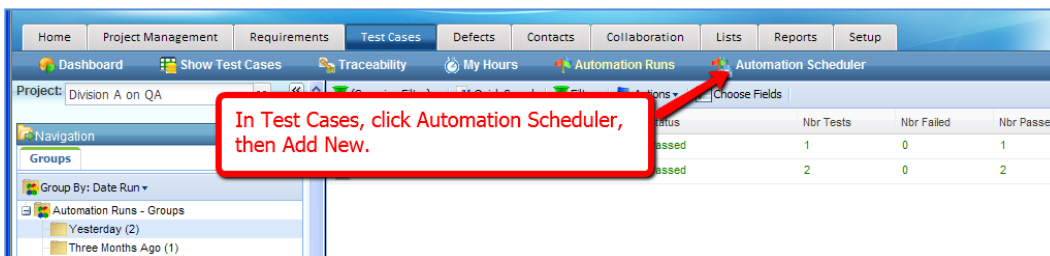 Home Project Management Requirements Test Cases Defects Contacts Collaboration Lists Reports Setup
Dashboard Show Test Cases Traceability My Hours Automation Runs Automation Scheduler
Project: Division A on QA Actions Choose Fields
In Test Cases, click Automation Scheduler,
then Add New.
Navigation Nbr Tests Nbr Failed Nbr Passe
Groups 1 0 1
Group By: Date Run 2 0 2
Automation Runs - Groups
Yesterday (2)
Three Months Ago (1)